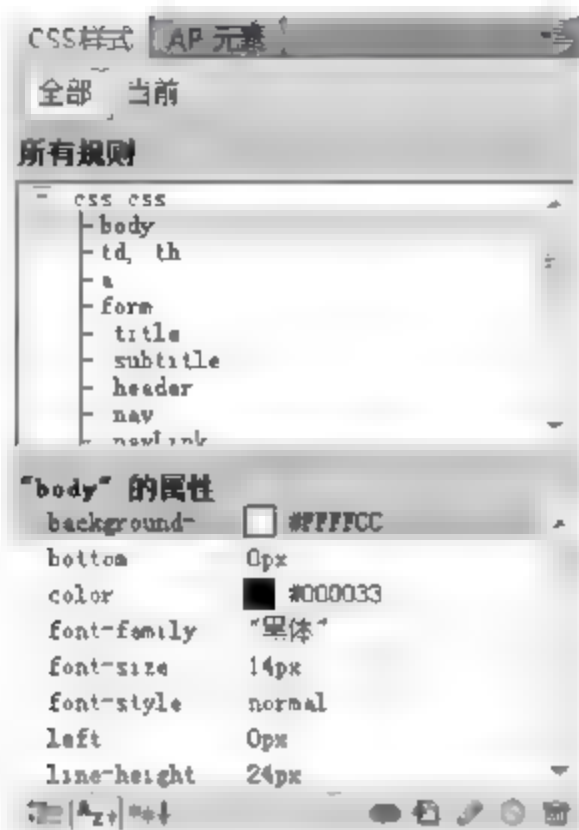 CSS样式 AP 元素
全部 当前
所有规则
css css
body
td, th
a
form
title
subtitle
header
nav
navLink
"body" 的属性
background- #FFFFCC
bottom 0px
color #000033
font-family "黑体"
font-size 14px
font-style normal
left 0px
line-height 24px